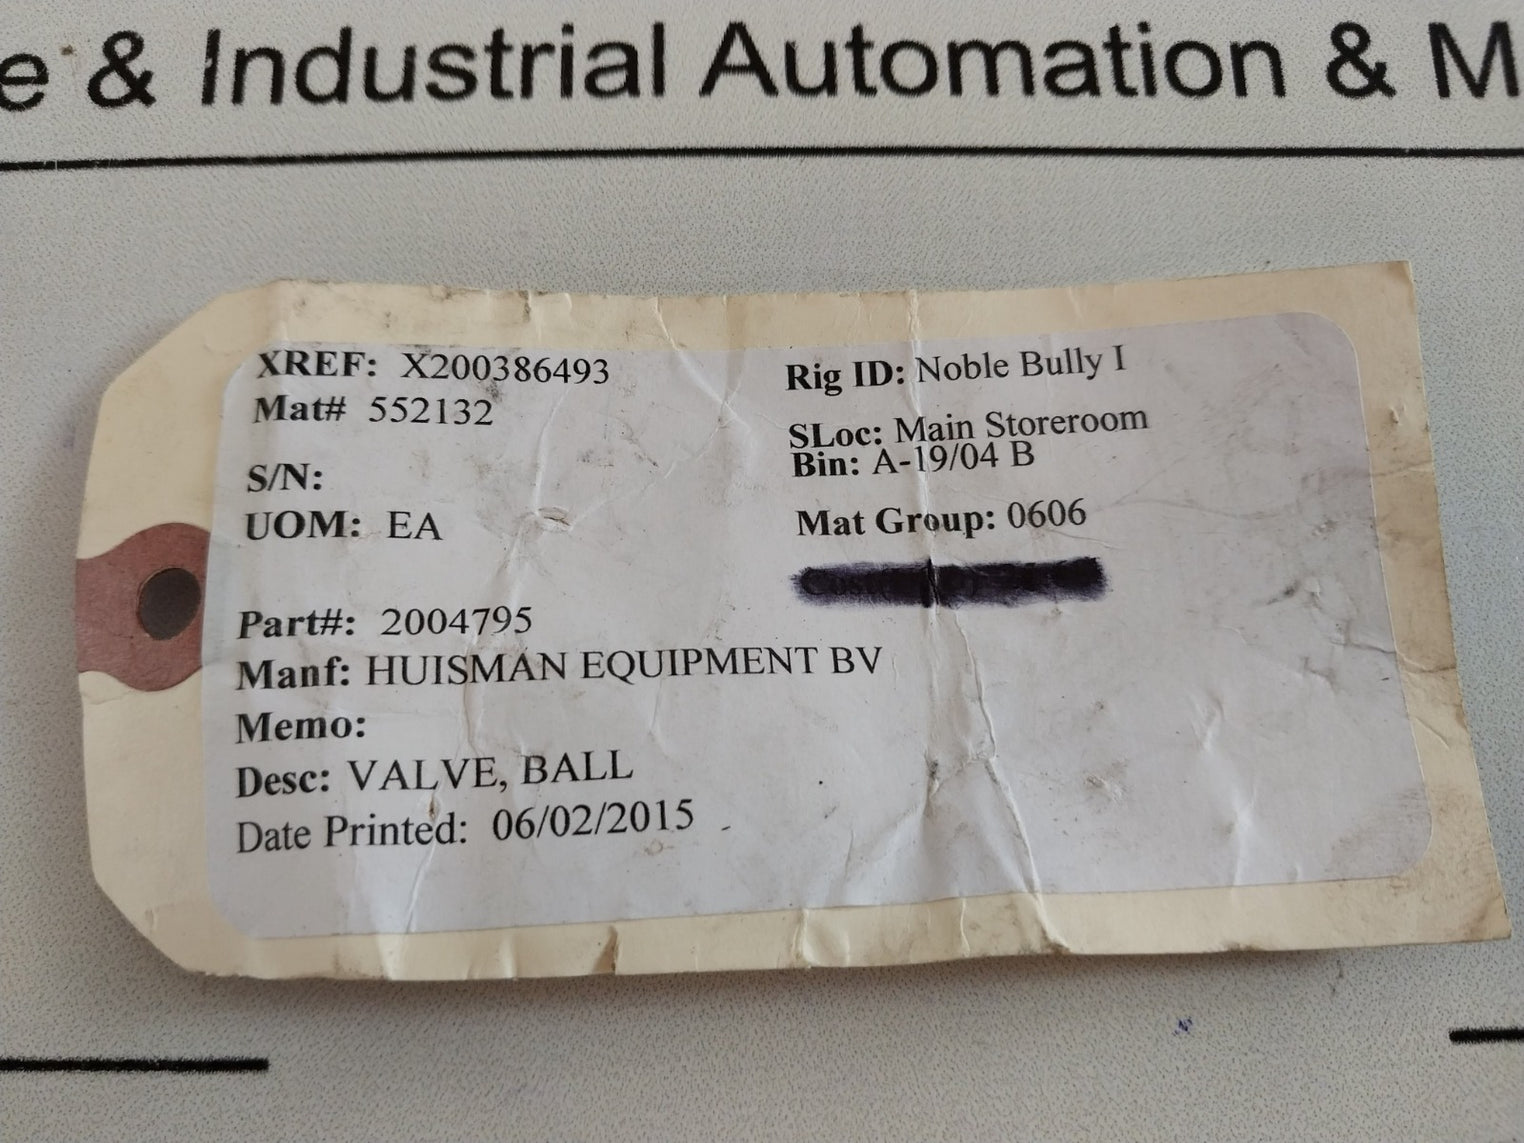 e & Industrial Automation & M
XREF: X200386493
Mat# 552132
S/N:
UOM: EA
Part#: 2004795
Manf: HUISMAN EQUIPMENT BV
Memo:
Desc: VALVE, BALL
Date Printed: 06/02/2015
Rig ID: Noble Bully I
SLoc: Main Storeroom
Bin: A-19/04 B
Mat Group: 0606